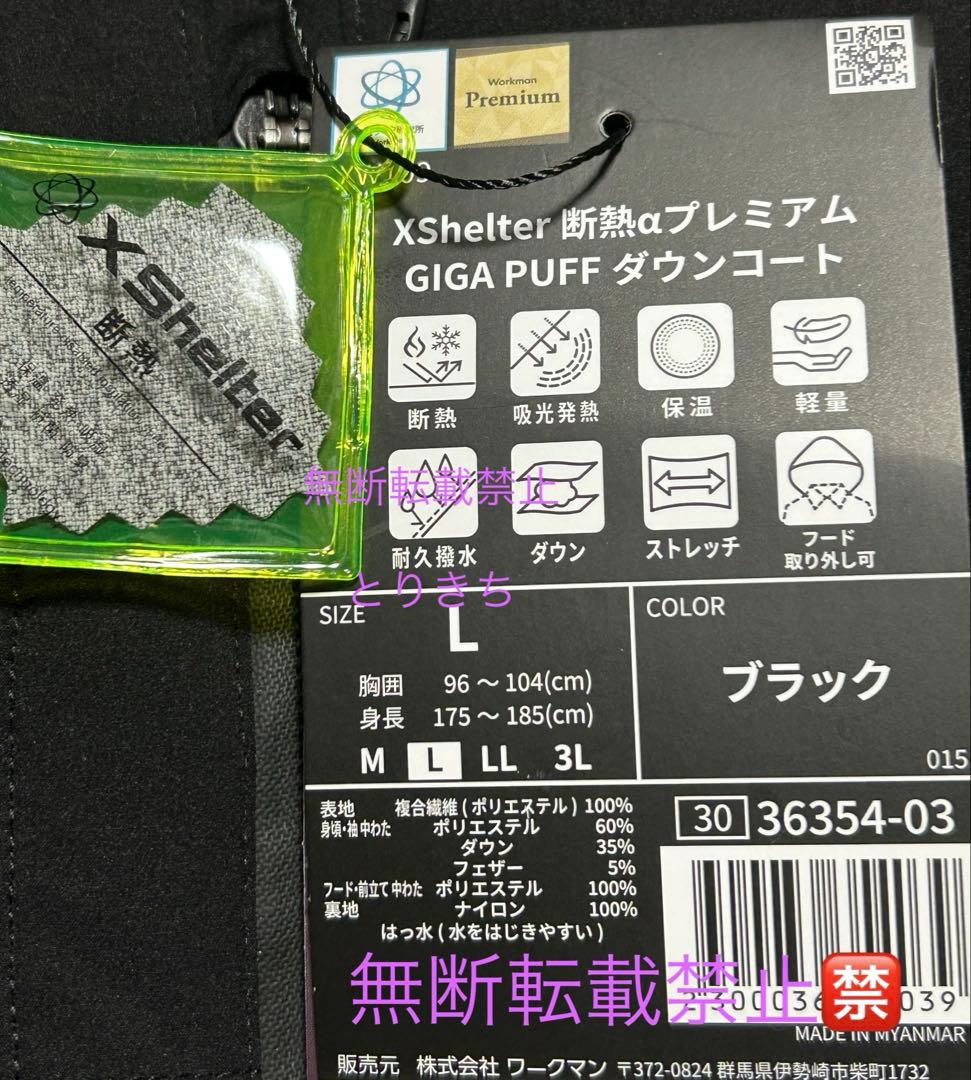 Workman
Premium
XShelter 断熱αプレミアム
GIGA PUFF ダウンコート
XShelter
断熱
断熱
吸光発熱
保温
軽量
耐久撥水
ダウン
ストレッチ
フード
取り外し可
無断転載禁止
とりきち
SIZE
L
胸囲 96 ～ 104(cm)
身長 175 ～ 185(cm)
M L LL 3L
COLOR
ブラック
015
表地 複合繊維 ( ポリエステル ) 100%
身頃・袖 中わた ポリエステル 60%
ダウン 35%
フェザー 5%
フード・前立て 中わた ポリエステル 100%
裏地 ナイロン 100%
はっ水 ( 水をはじきやすい )
30 36354-03
無断転載禁止 禁
MADE IN MYANMAR
販売元 株式会社 ワークマン 〒372-0824 群馬県伊勢崎市柴町1732